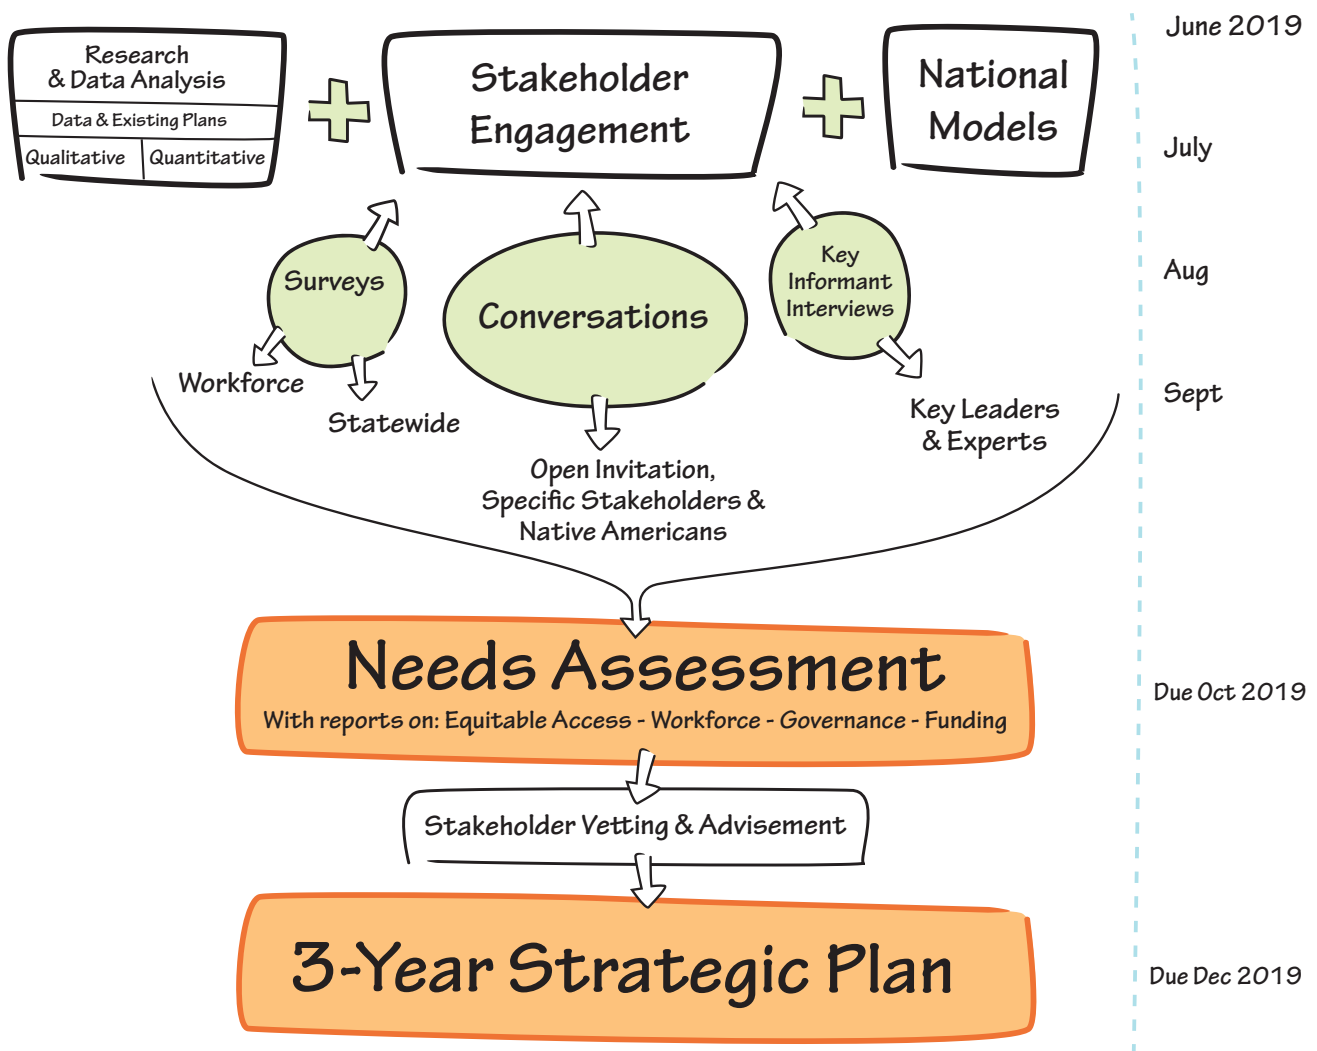 Research
& Data Analysis
Data & Existing Plans
Qualitative
Quantitative
Stakeholder
Engagement
National
Models
Surveys
Workforce
Statewide
Conversations
Open Invitation,
Specific Stakeholders &
Native Americans
Key
Informant
Interviews
Key Leaders
& Experts
Needs Assessment
With reports on: Equitable Access - Workforce - Governance - Funding
Stakeholder Vetting & Advisement
3-Year Strategic Plan
June 2019
July
Aug
Sept
Due Oct 2019
Due Dec 2019